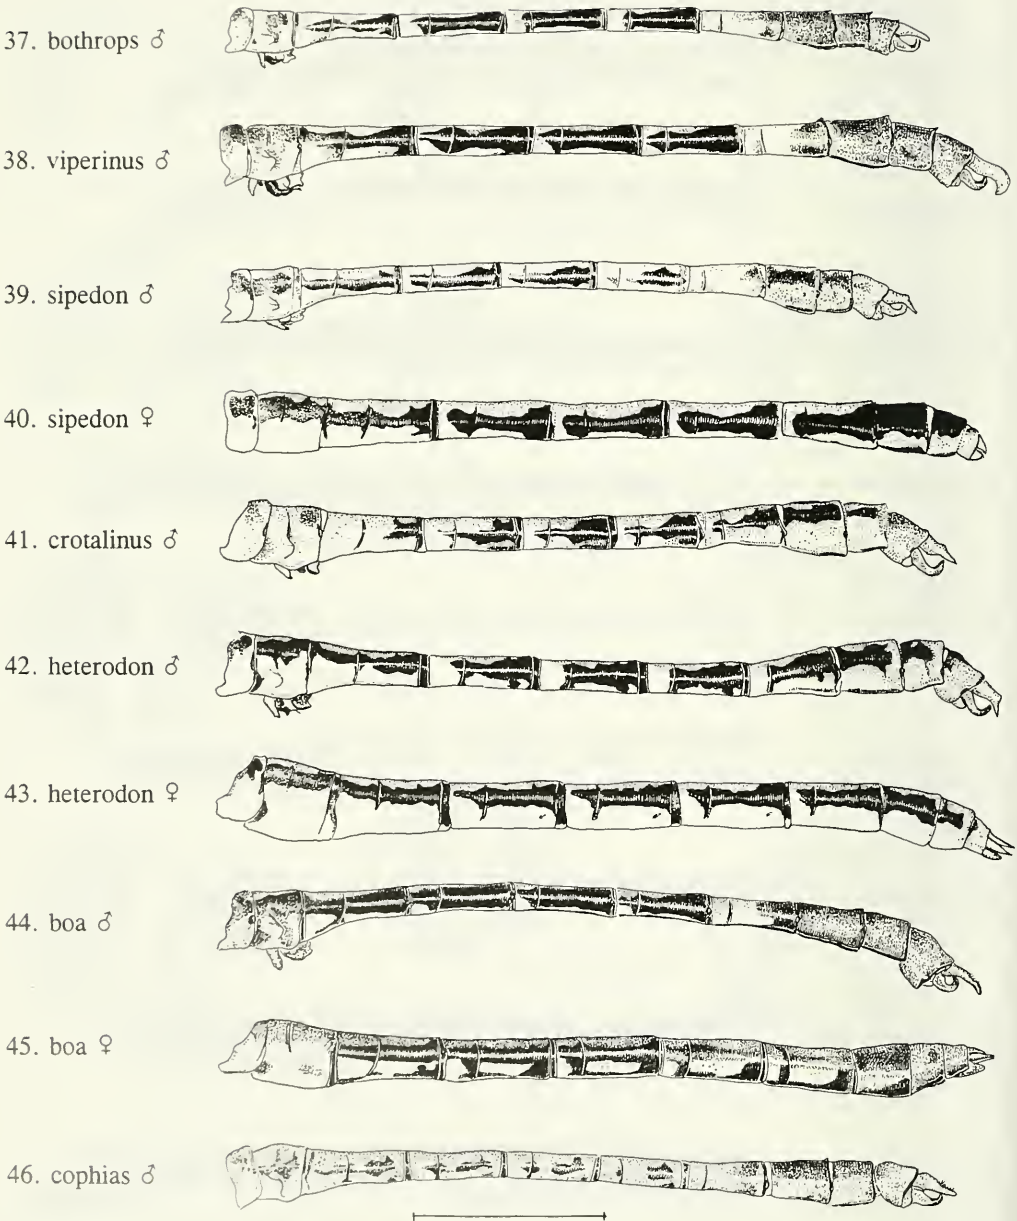 37. bothrops ♂
38. viperinus ♂
39. sipedon ♂
40. sipedon ♀
41. crotalinus ♂
42. heterodon ♂
43. heterodon ♀
44. boa ♂
45. boa ♀
46. cophias ♂